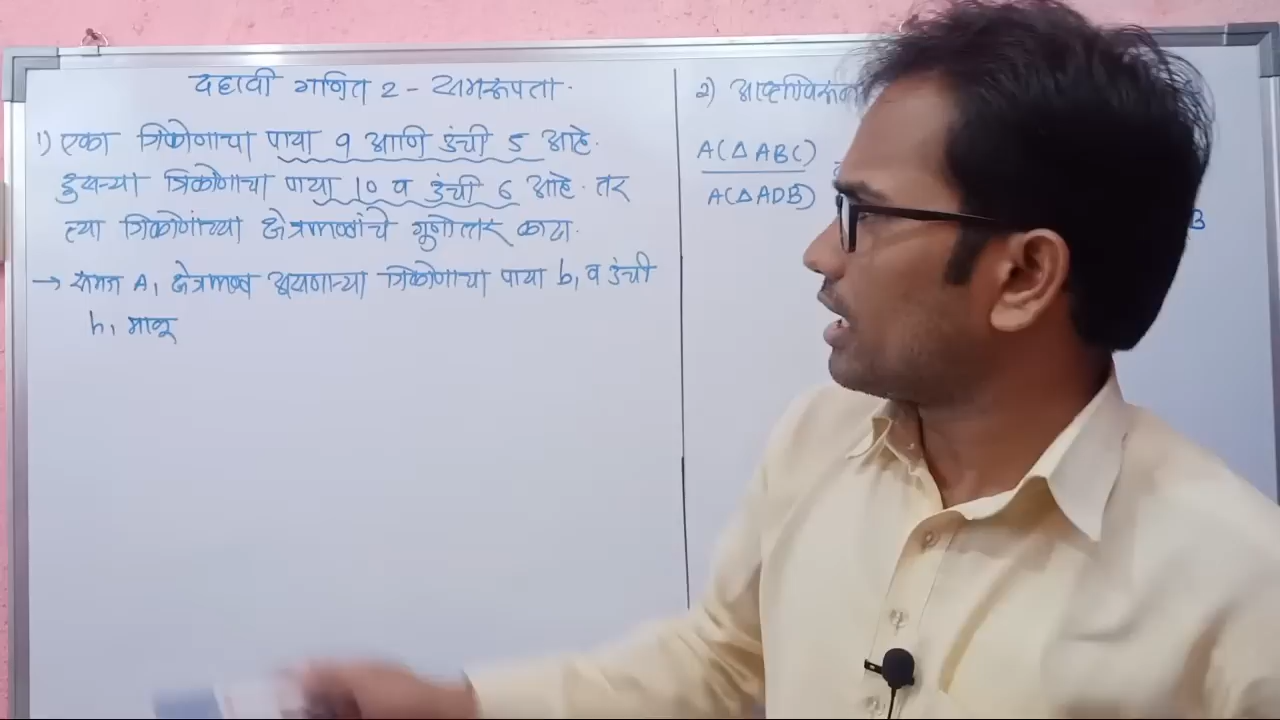 दहावी गणित 2 - समरूपता.
1) एका त्रिकोणाचा पाया 9 आणि उंची 5 आहे.
दुसऱ्या त्रिकोणाचा पाया 10 व उंची 6 आहे. तर
त्या त्रिकोणांच्या क्षेत्रफळांचे गुणोत्तर काढा.
→ समजा A₁ क्षेत्रफळ असणाऱ्या त्रिकोणाचा पाया b₁ व उंची
h₁ मानू
2)
A(△ABC)
A(△ADB)
B